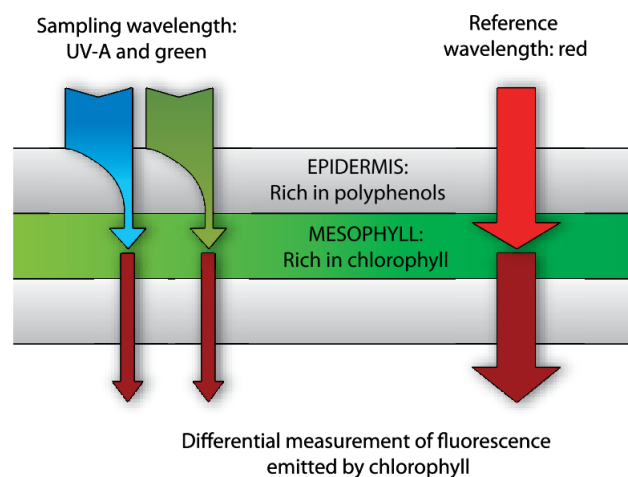 Sampling wavelength:
UV-A and green
Reference
wavelength: red
EPIDERMIS:
Rich in polyphenols
MESOPHYLL:
Rich in chlorophyll
Differential measurement of fluorescence
emitted by chlorophyll